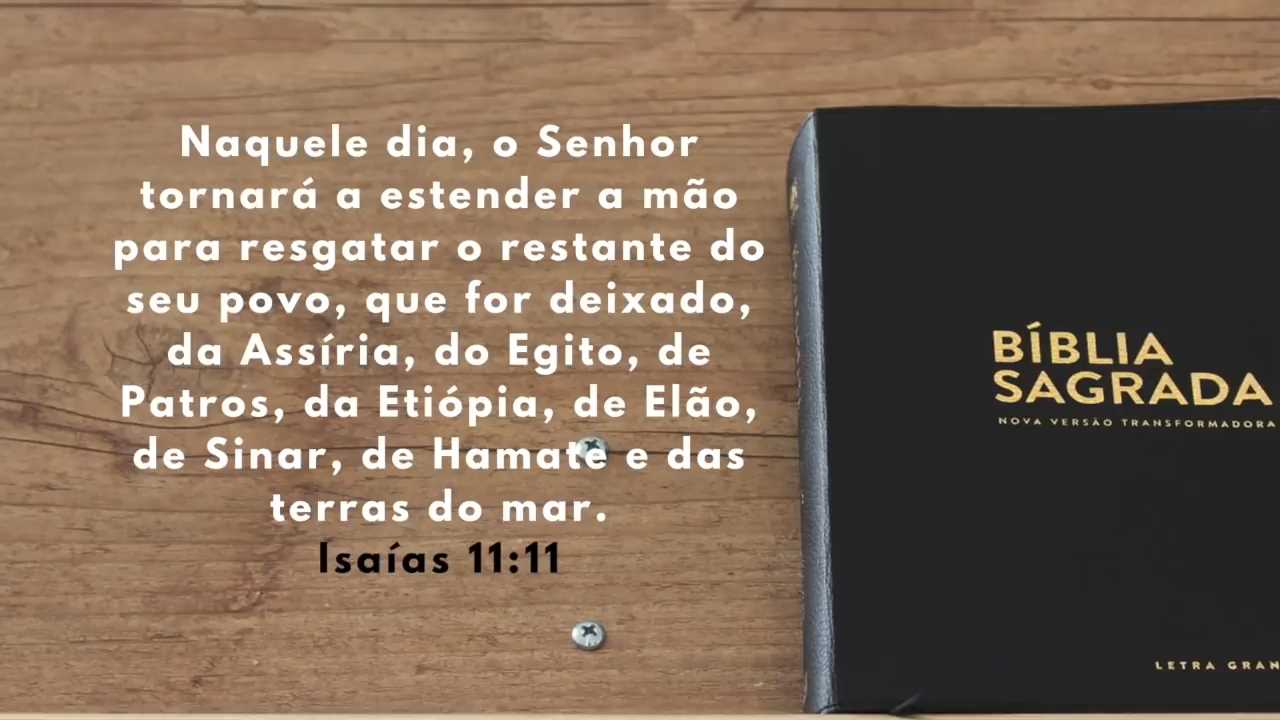 Naquele dia, o Senhor
tornará a estender a mão
para resgatar o restante do
seu povo, que for deixado,
da Assíria, do Egito, de
Patros, da Etiópia, de Elão,
de Sinar, de Hamate e das
terras do mar.
Isaías 11:11
BÍBLIA
SAGRADA
NOVA VERSÃO TRANSFORMADORA
LETRA GRAN